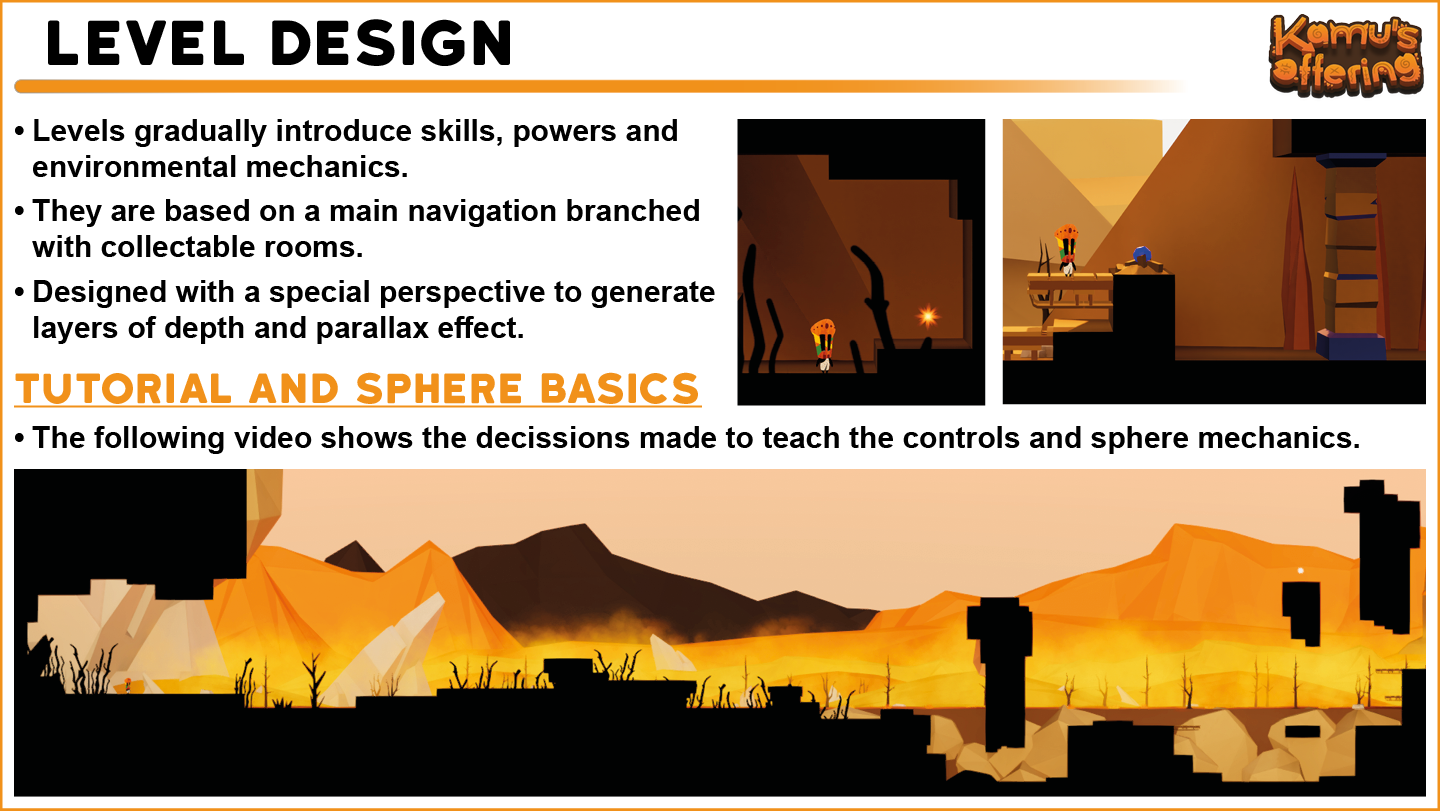 LEVEL DESIGN
Kamu's
offering
• Levels gradually introduce skills, powers and
environmental mechanics.
• They are based on a main navigation branched
with collectable rooms.
• Designed with a special perspective to generate
layers of depth and parallax effect.
TUTORIAL AND SPHERE BASICS
• The following video shows the decissions made to teach the controls and sphere mechanics.